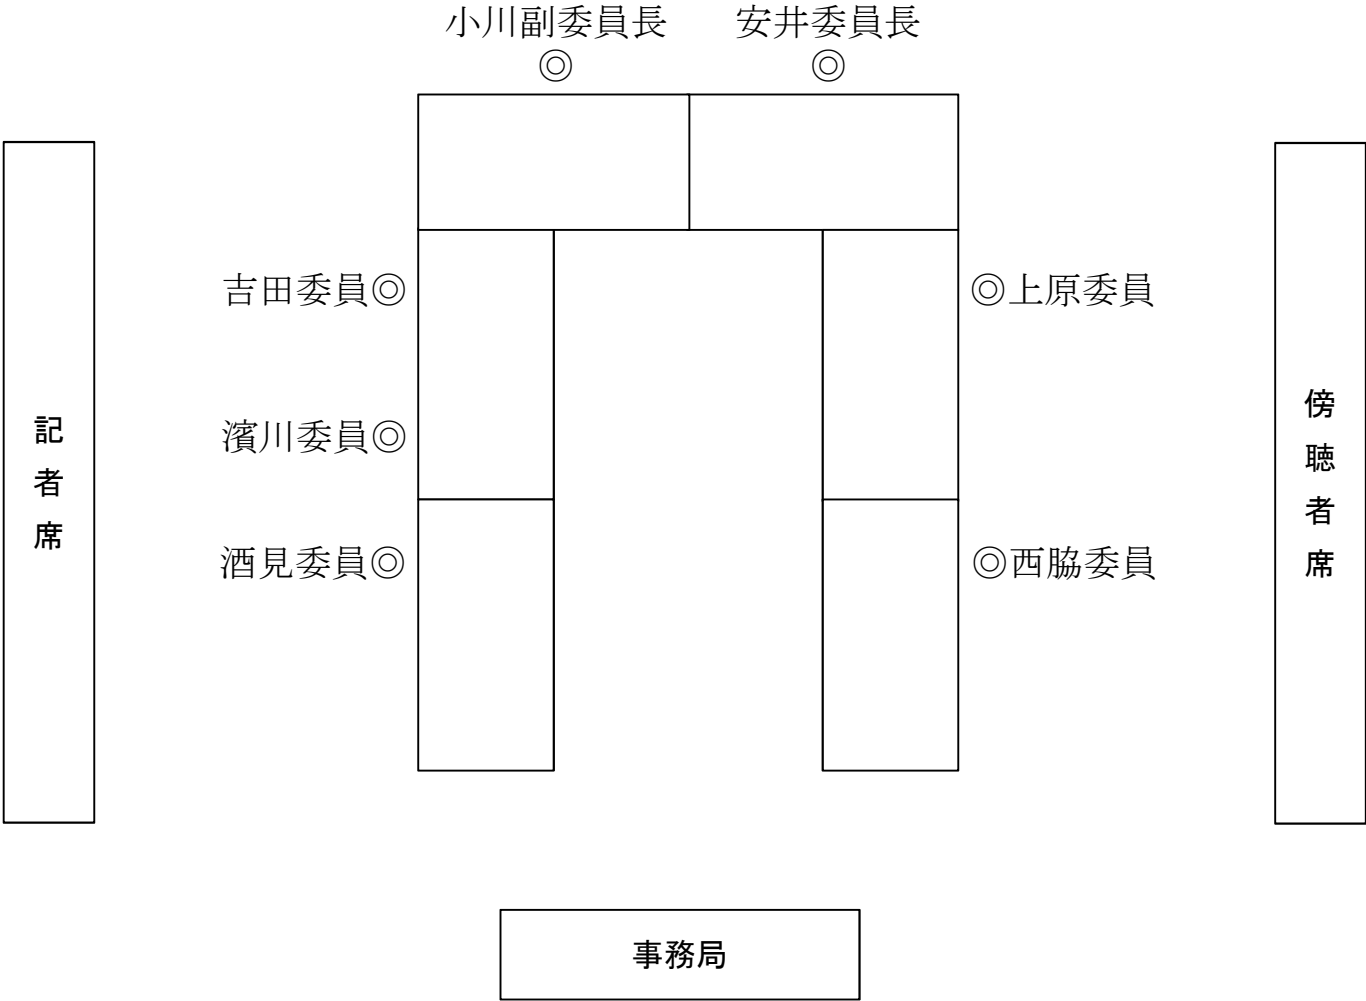 小川副委員長 安井委員長
◎ ◎
吉田委員◎ ◎上原委員
濱川委員◎
酒見委員◎ ◎西脇委員
記者席
傍聴者席
事務局